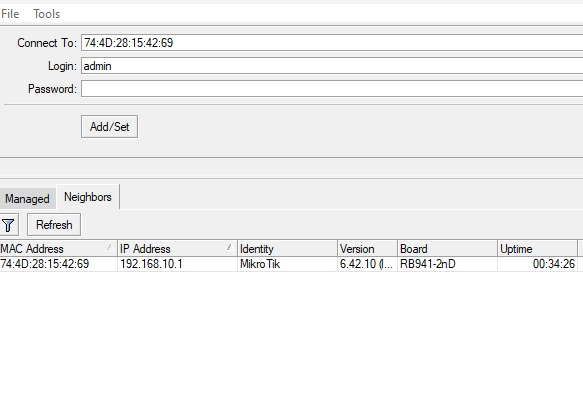 File Tools
Connect To: 74:4D:28:15:42:69
Login: admin
Password:
Add/Set
Managed Neighbors
Refresh
MAC Address IP Address Identity Version Board Uptime
74:4D:28:15:42:69 192.168.10.1 MikroTik 6.42.10 (l... RB941-2nD 00:34:26